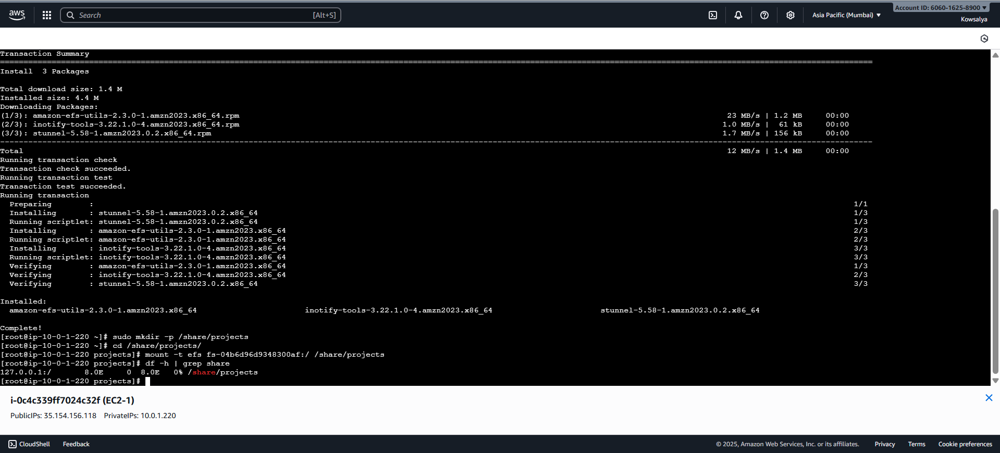 aws
Search [Alt+S]
Asia Pacific (Mumbai) ▼
Account ID: 6060-1625-8900 ▼
Kowsalya
Transaction Summary
Install  3 Packages
Total download size: 1.4 M
Installed size: 4.4 M
Downloading Packages:
(1/3): amazon-efs-utils-2.3.0-1.amzn2023.x86_64.rpm 23 MB/s | 1.2 MB 00:00
(2/3): inotify-tools-3.22.1.0-4.amzn2023.x86_64.rpm 1.0 MB/s |  61 kB 00:00
(3/3): stunnel-5.58-1.amzn2023.0.2.x86_64.rpm 1.7 MB/s | 156 kB 00:00
Total 12 MB/s | 1.4 MB 00:00
Running transaction check
Transaction check succeeded.
Running transaction test
Transaction test succeeded.
Running transaction
Preparing : 1/1
Installing : stunnel-5.58-1.amzn2023.0.2.x86_64 1/3
Running scriptlet: stunnel-5.58-1.amzn2023.0.2.x86_64 1/3
Installing : amazon-efs-utils-2.3.0-1.amzn2023.x86_64 2/3
Running scriptlet: amazon-efs-utils-2.3.0-1.amzn2023.x86_64 2/3
Installing : inotify-tools-3.22.1.0-4.amzn2023.x86_64 3/3
Running scriptlet: inotify-tools-3.22.1.0-4.amzn2023.x86_64 3/3
Verifying : amazon-efs-utils-2.3.0-1.amzn2023.x86_64 1/3
Verifying : inotify-tools-3.22.1.0-4.amzn2023.x86_64 2/3
Verifying : stunnel-5.58-1.amzn2023.0.2.x86_64 3/3
Installed:
amazon-efs-utils-2.3.0-1.amzn2023.x86_64 inotify-tools-3.22.1.0-4.amzn2023.x86_64 stunnel-5.58-1.amzn2023.0.2.x86_64
Complete!
[root@ip-10-0-1-220 ~]# sudo mkdir -p /share/projects
[root@ip-10-0-1-220 ~]# cd /share/projects/
[root@ip-10-0-1-220 projects]# mount -t efs fs-04b6d96d9348300af:/ /share/projects
[root@ip-10-0-1-220 projects]# df -h | grep share
127.0.0.1:/ 8.0E 0 8.0E 0% /share/projects
[root@ip-10-0-1-220 projects]#
i-0c4c339ff7024c32f (EC2-1)
PublicIPs: 35.154.156.118 PrivateIPs: 10.0.1.220
CloudShell Feedback © 2025, Amazon Web Services, Inc. or its affiliates. Privacy Terms Cookie preferences